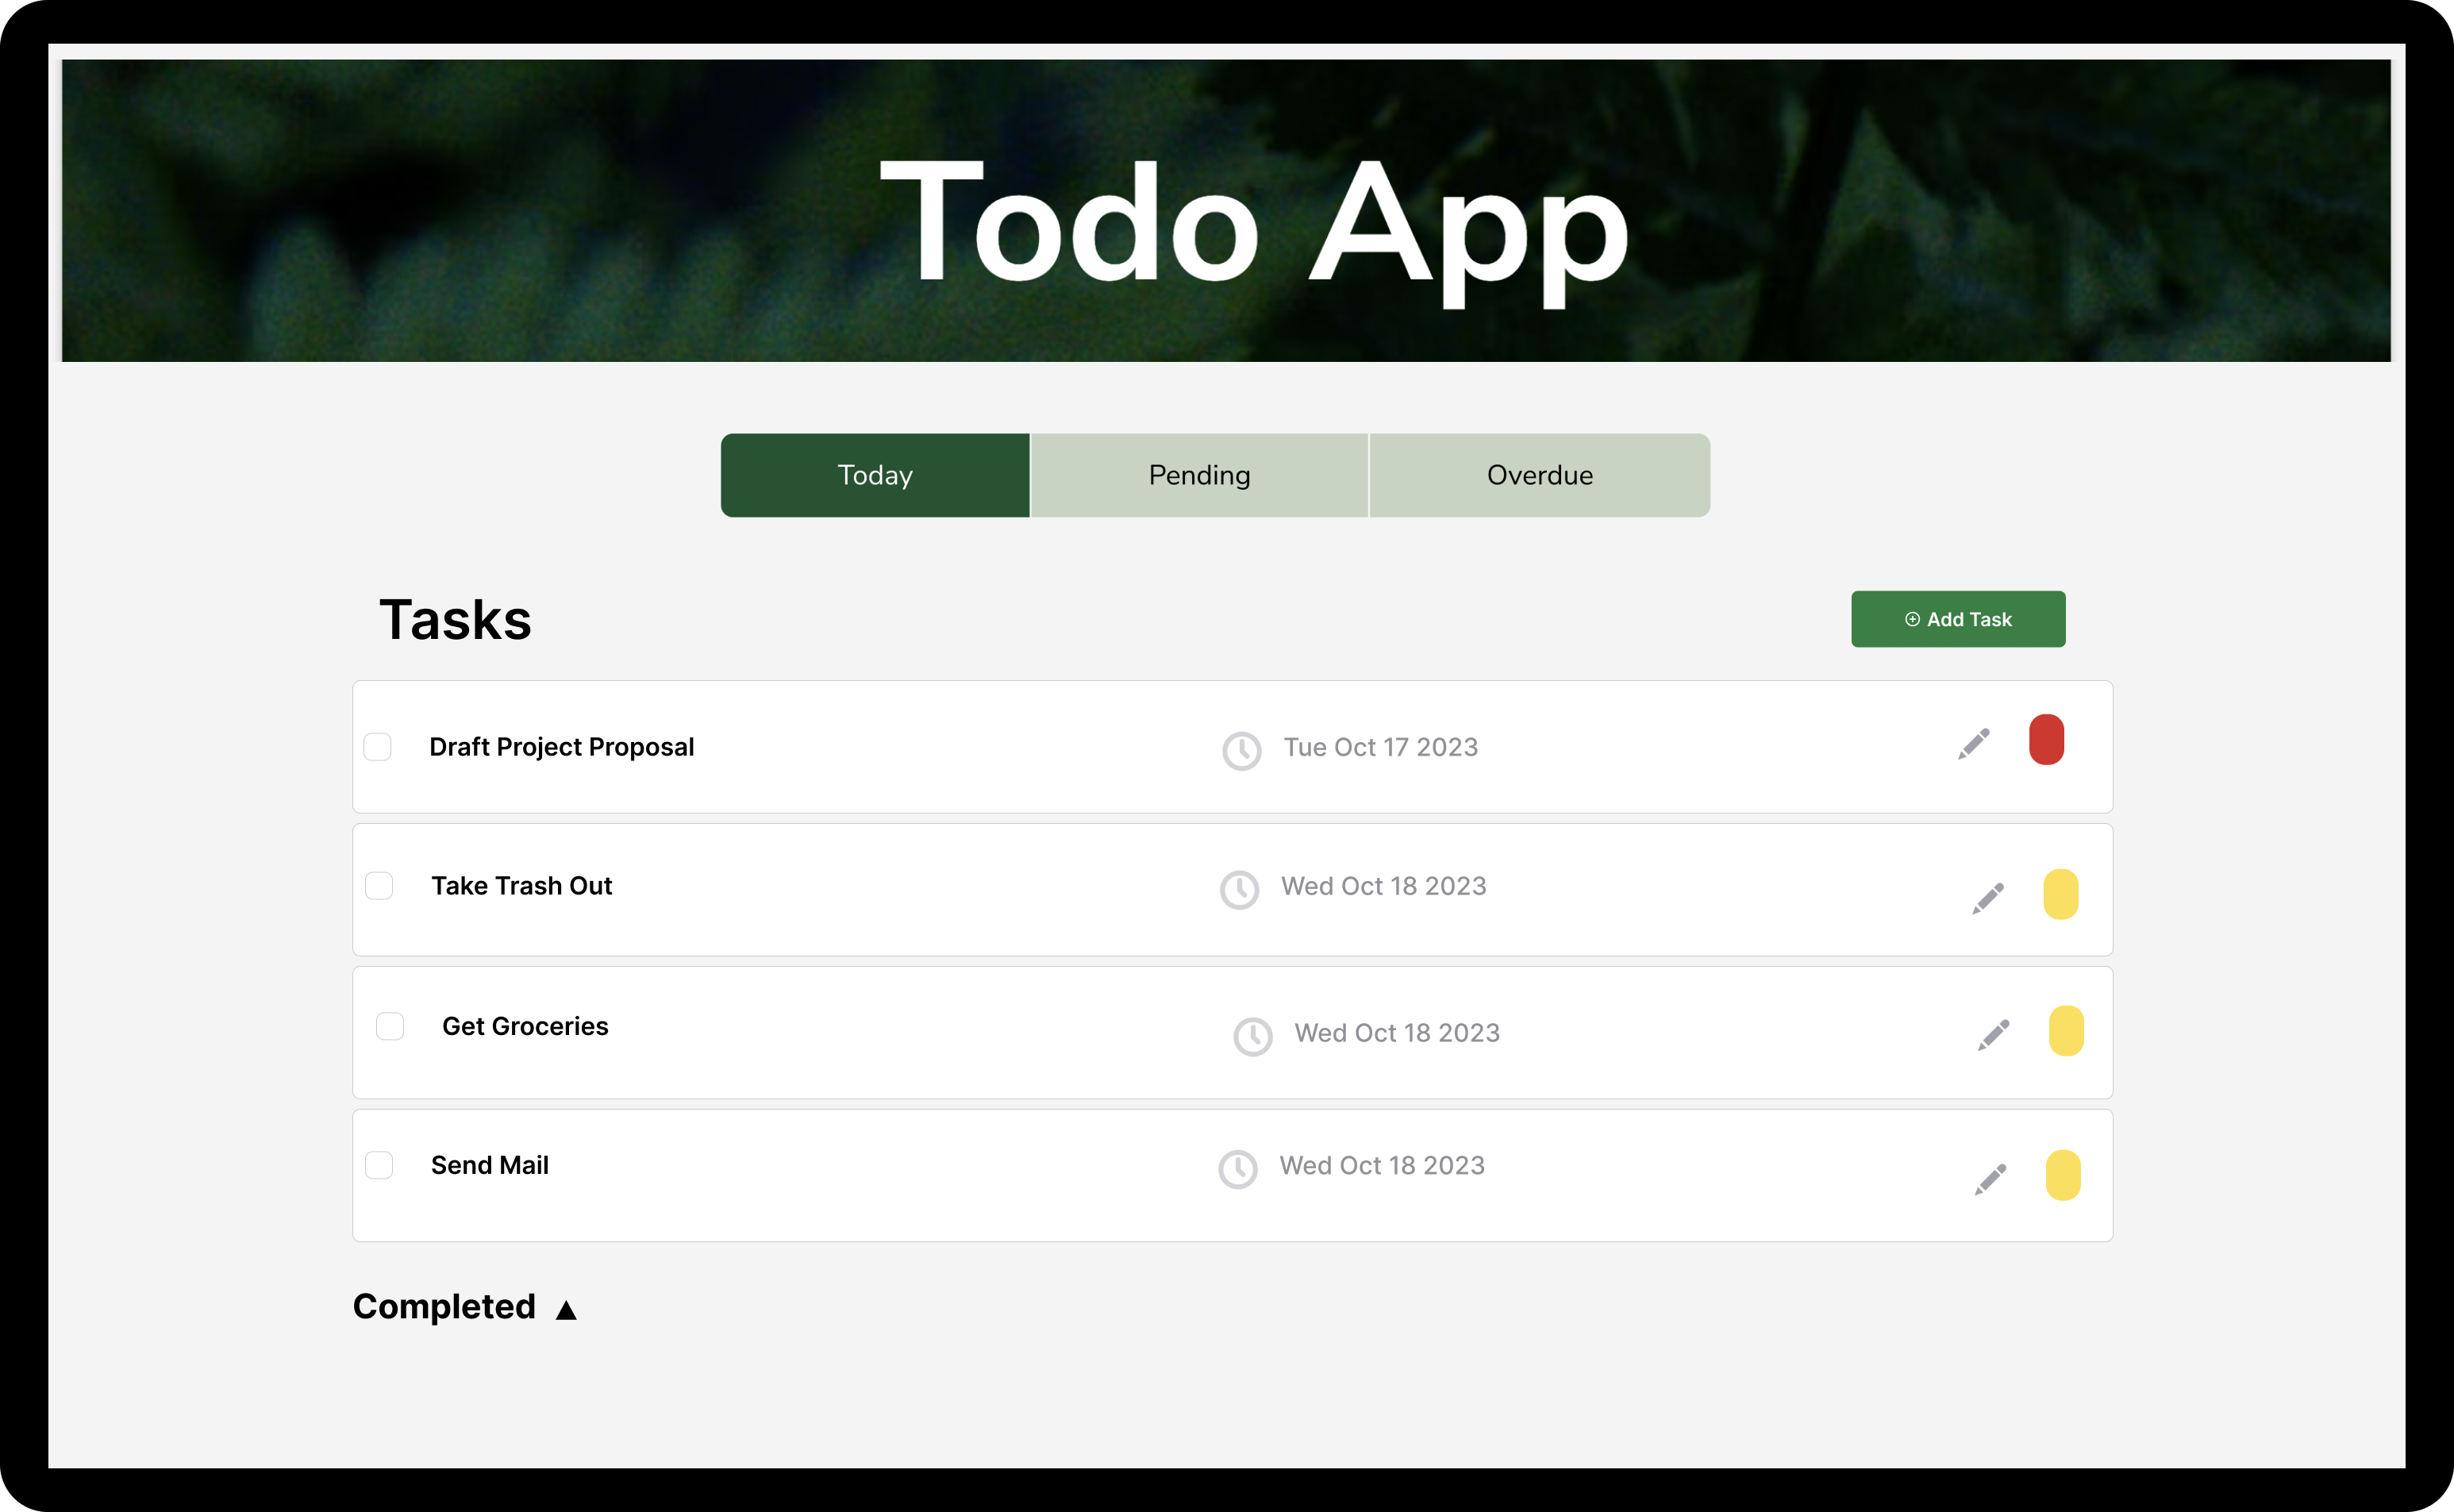 Todo App
Today Pending Overdue
Tasks
Add Task
Draft Project Proposal Tue Oct 17 2023
Take Trash Out Wed Oct 18 2023
Get Groceries Wed Oct 18 2023
Send Mail Wed Oct 18 2023
Completed